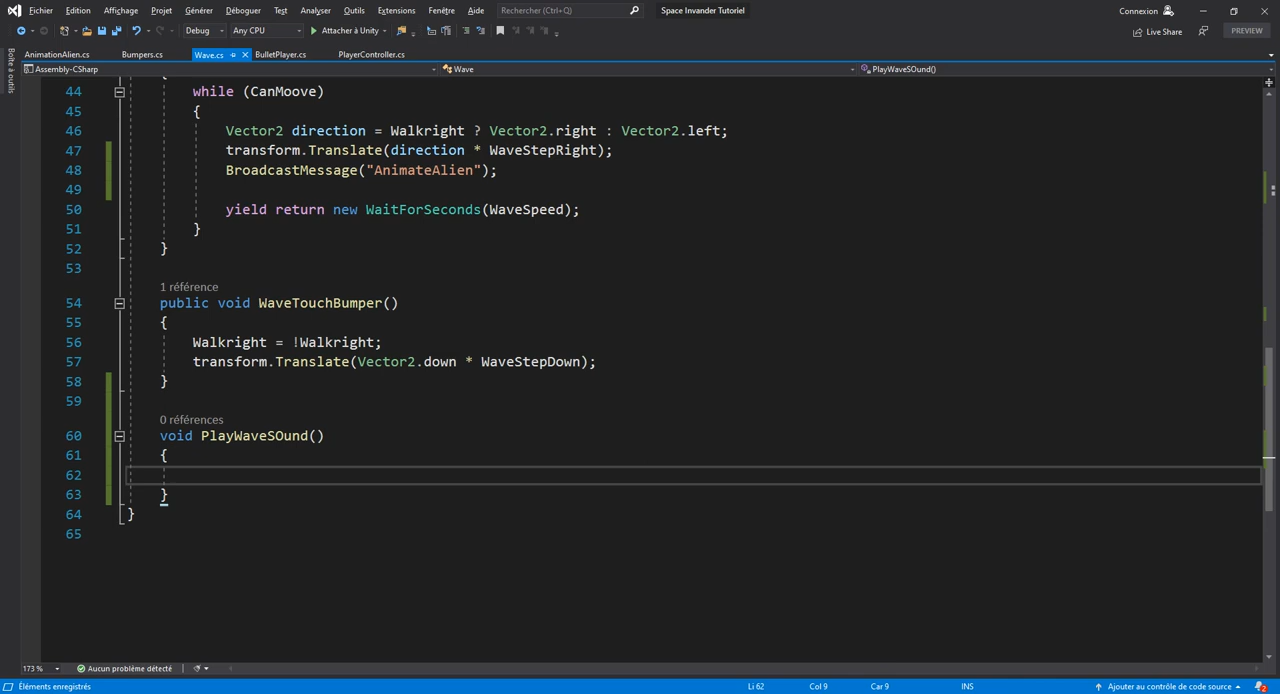 Fichier Edition Affichage Projet Générer Déboguer Test Analyser Outils Extensions Fenêtre Aide Rechercher (Ctrl+Q) Space Invander Tutoriel Connexion
Debug Any CPU Attacher à Unity Live Share PREVIEW
Boîte à outils
AnimationAlien.cs Bumpers.cs Wave.cs BulletPlayer.cs PlayerController.cs
Assembly-CSharp Wave PlayWaveSOund()
44 while (CanMoove)
45 {
46 Vector2 direction = Walkright ? Vector2.right : Vector2.left;
47 transform.Translate(direction * WaveStepRight);
48 BroadcastMessage("AnimateAlien");
49
50 yield return new WaitForSeconds(WaveSpeed);
51 }
52 }
53
1 référence
54 public void WaveTouchBumper()
55 {
56 Walkright = !Walkright;
57 transform.Translate(Vector2.down * WaveStepDown);
58 }
59
0 références
60 void PlayWaveSOund()
61 {
62
63 }
64 }
65
173 % Aucun problème détecté
Éléments enregistrés Li 62 Col 9 Car 9 INS Ajouter au contrôle de code source 2